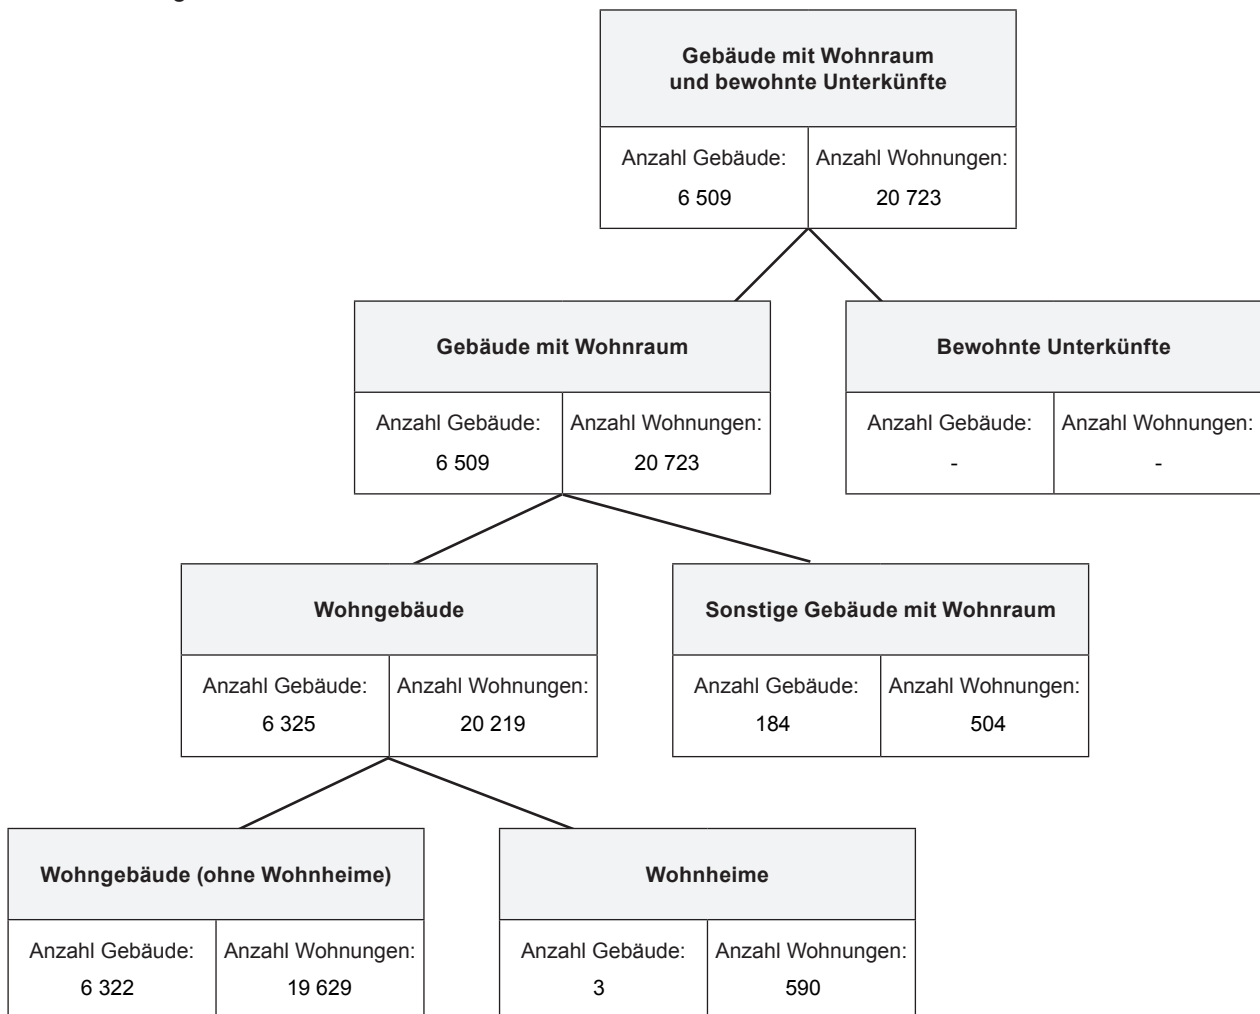 Gebäude mit Wohnraum
und bewohnte Unterkünfte
Anzahl Gebäude: Anzahl Wohnungen:
6 509 20 723
Gebäude mit Wohnraum
Anzahl Gebäude: Anzahl Wohnungen:
6 509 20 723
Bewohnte Unterkünfte
Anzahl Gebäude: Anzahl Wohnungen:
- -
Wohngebäude
Anzahl Gebäude: Anzahl Wohnungen:
6 325 20 219
Sonstige Gebäude mit Wohnraum
Anzahl Gebäude: Anzahl Wohnungen:
184 504
Wohngebäude (ohne Wohnheime)
Anzahl Gebäude: Anzahl Wohnungen:
6 322 19 629
Wohnheime
Anzahl Gebäude: Anzahl Wohnungen:
3 590